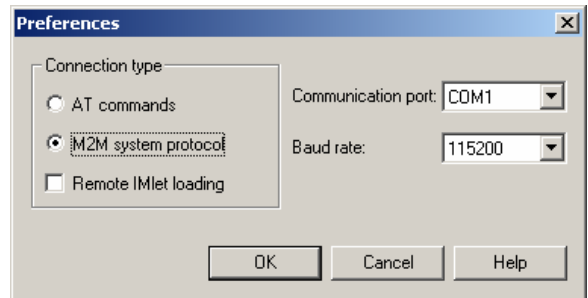 Preferences
Connection type
AT commands
M2M system protocol
Remote IMlet loading
Communication port: COM1
Baud rate: 115200
OK Cancel Help